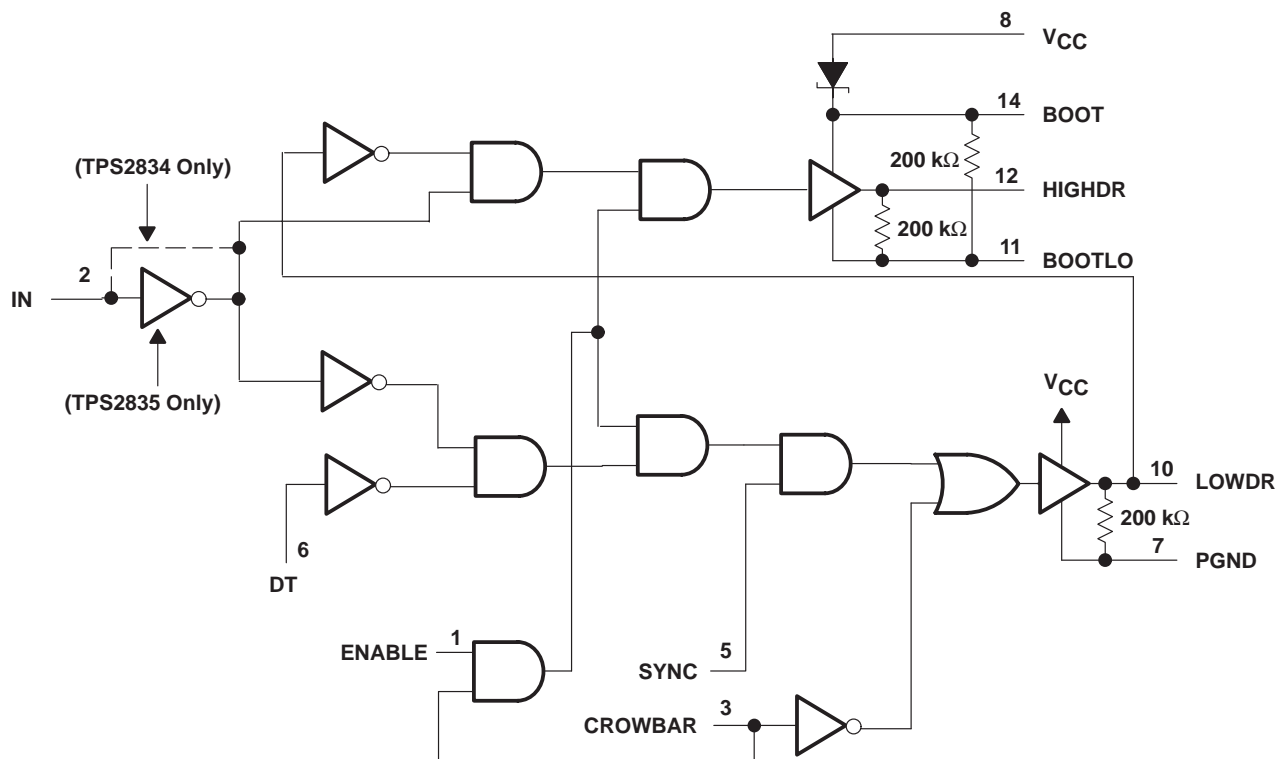 8
VCC
14
BOOT
(TPS2834 Only)
200 kΩ
12
HIGHDR
200 kΩ
2
11
BOOTLO
IN
(TPS2835 Only)
VCC
10
LOWDR
200 kΩ
6
7
PGND
DT
1
ENABLE
5
SYNC
3
CROWBAR